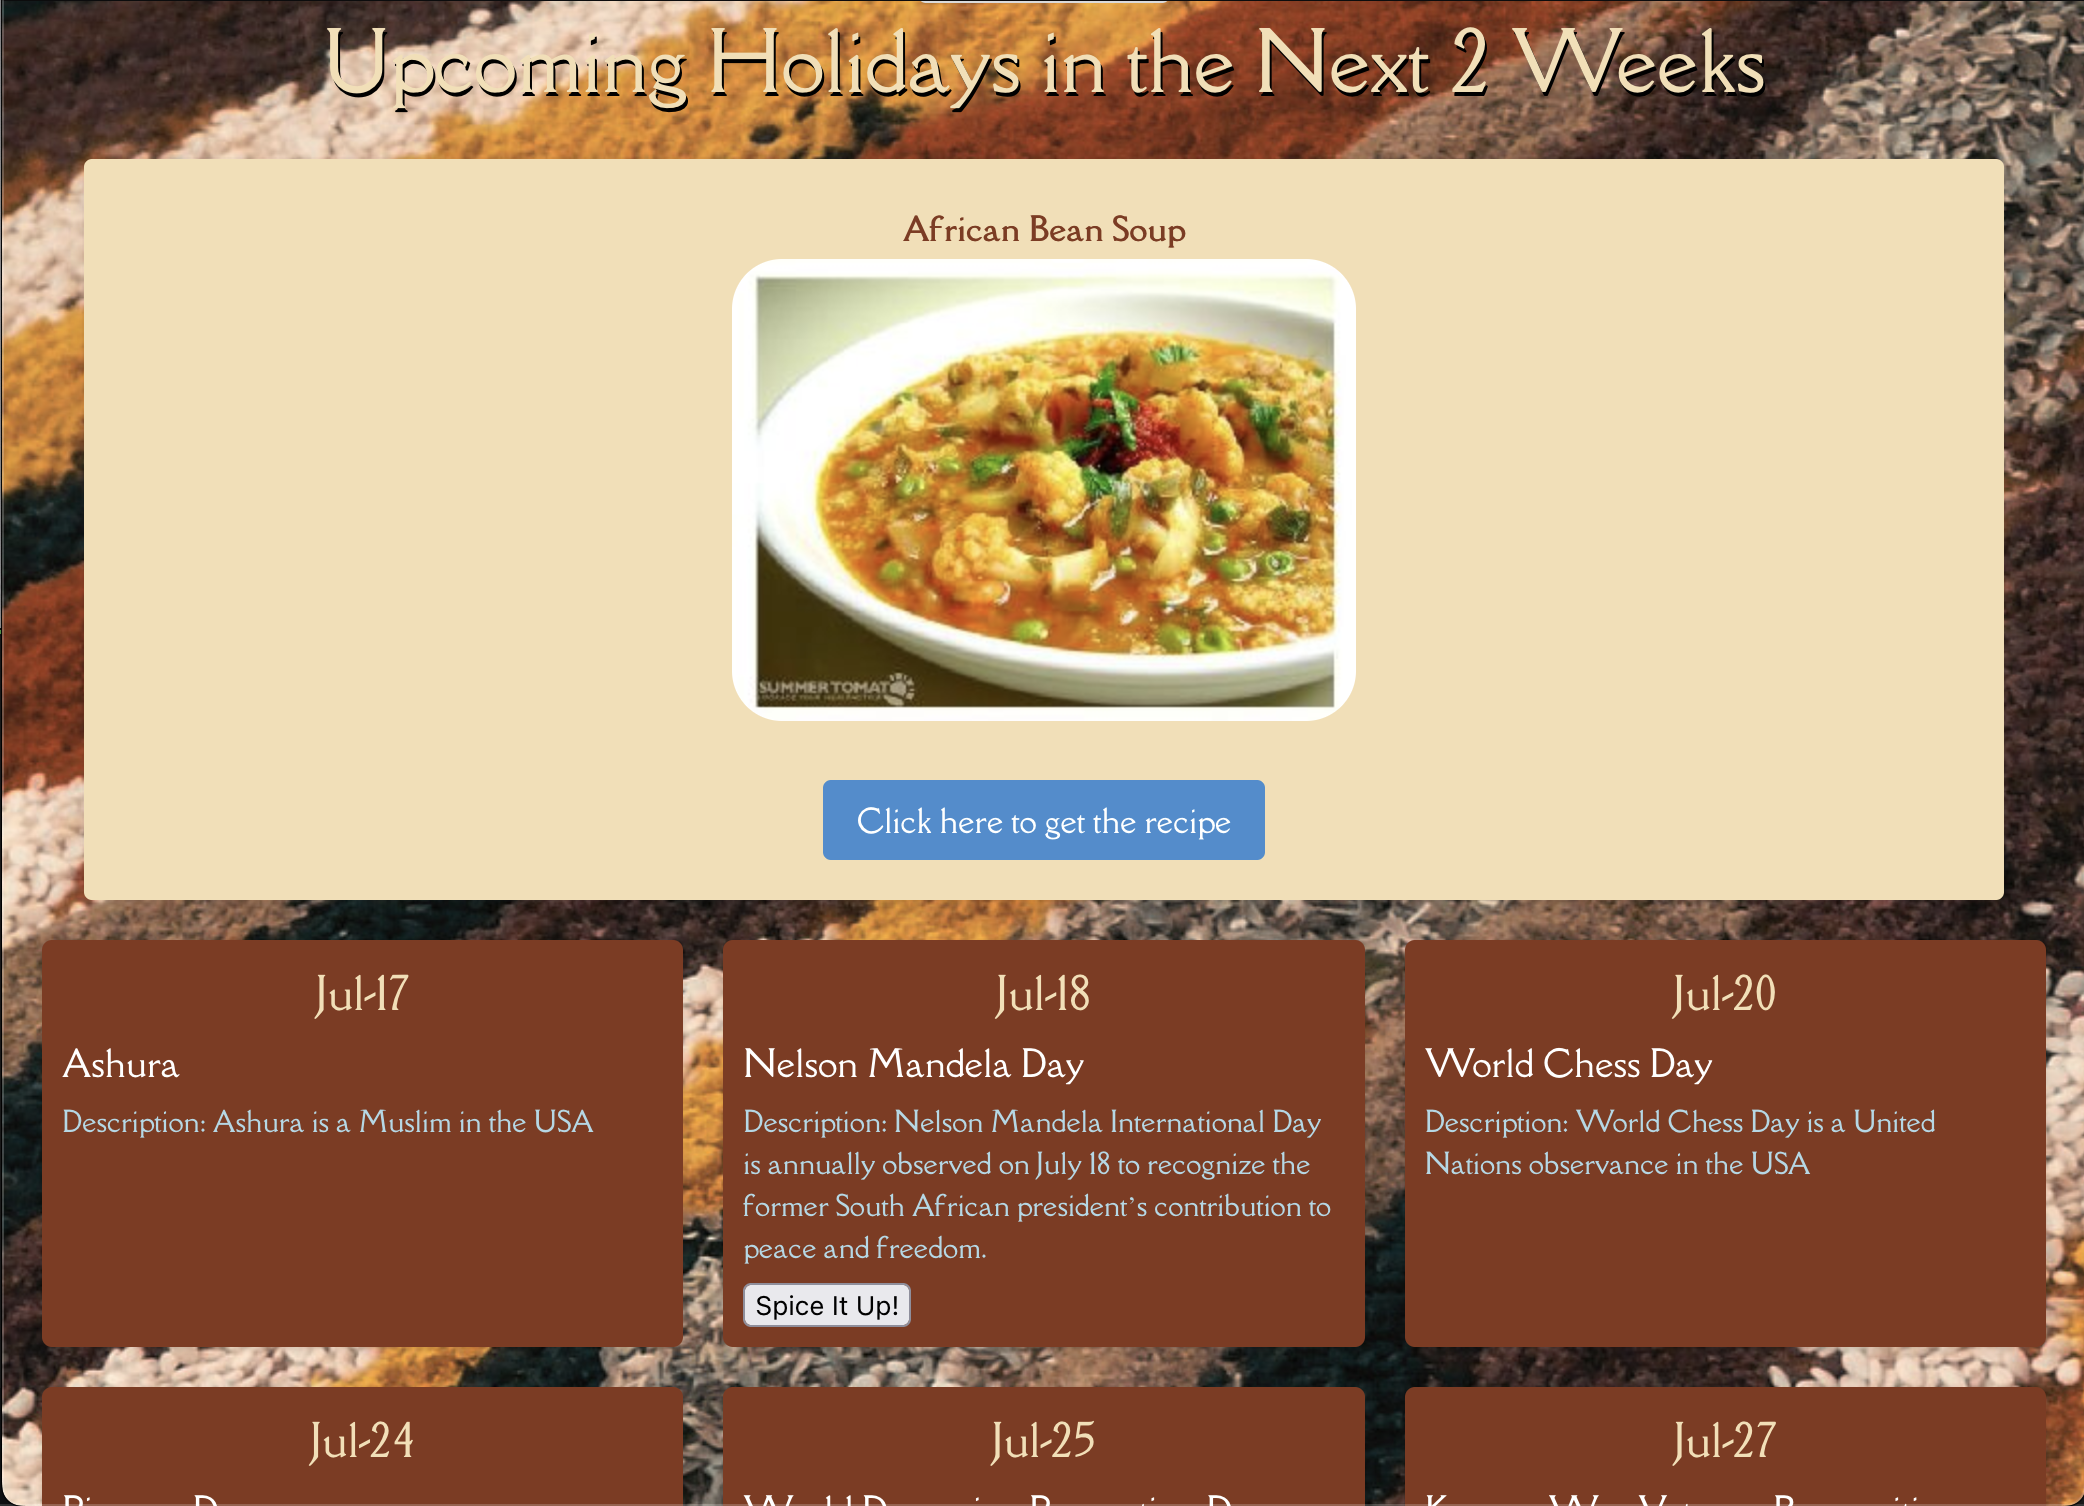 Upcoming Holidays in the Next 2 Weeks
African Bean Soup
SUMMER TOMAT
Click here to get the recipe
Jul-17
Ashura
Description: Ashura is a Muslim in the USA
Jul-18
Nelson Mandela Day
Description: Nelson Mandela International Day
is annually observed on July 18 to recognize the
former South African president's contribution to
peace and freedom.
Spice It Up!
Jul-20
World Chess Day
Description: World Chess Day is a United
Nations observance in the USA
Jul-24
Jul-25
World
Jul-27